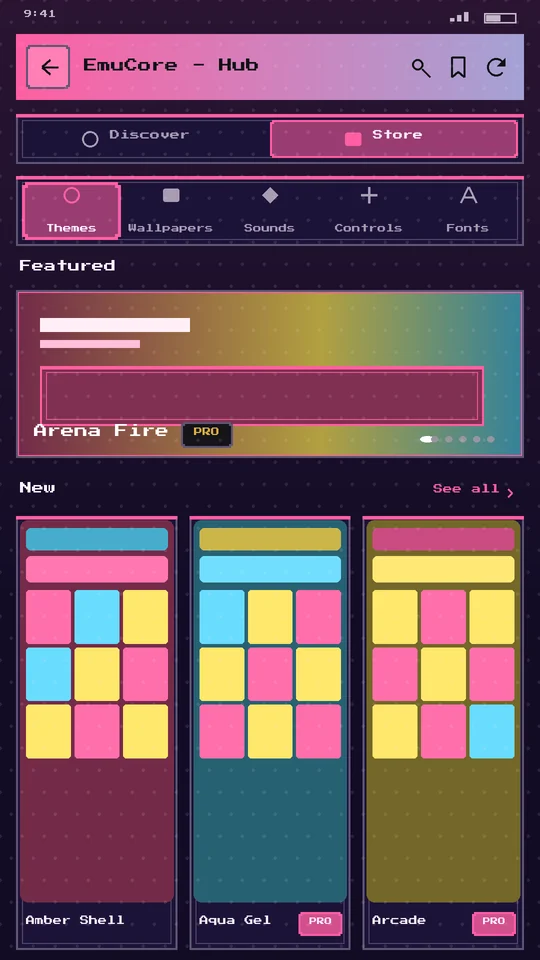 9:41
EmuCore - Hub
Discover
Store
Themes
Wallpapers
Sounds
Controls
Fonts
Featured
Arena Fire PRO
New
See all
Amber Shell
Aqua Gel PRO
Arcade PRO